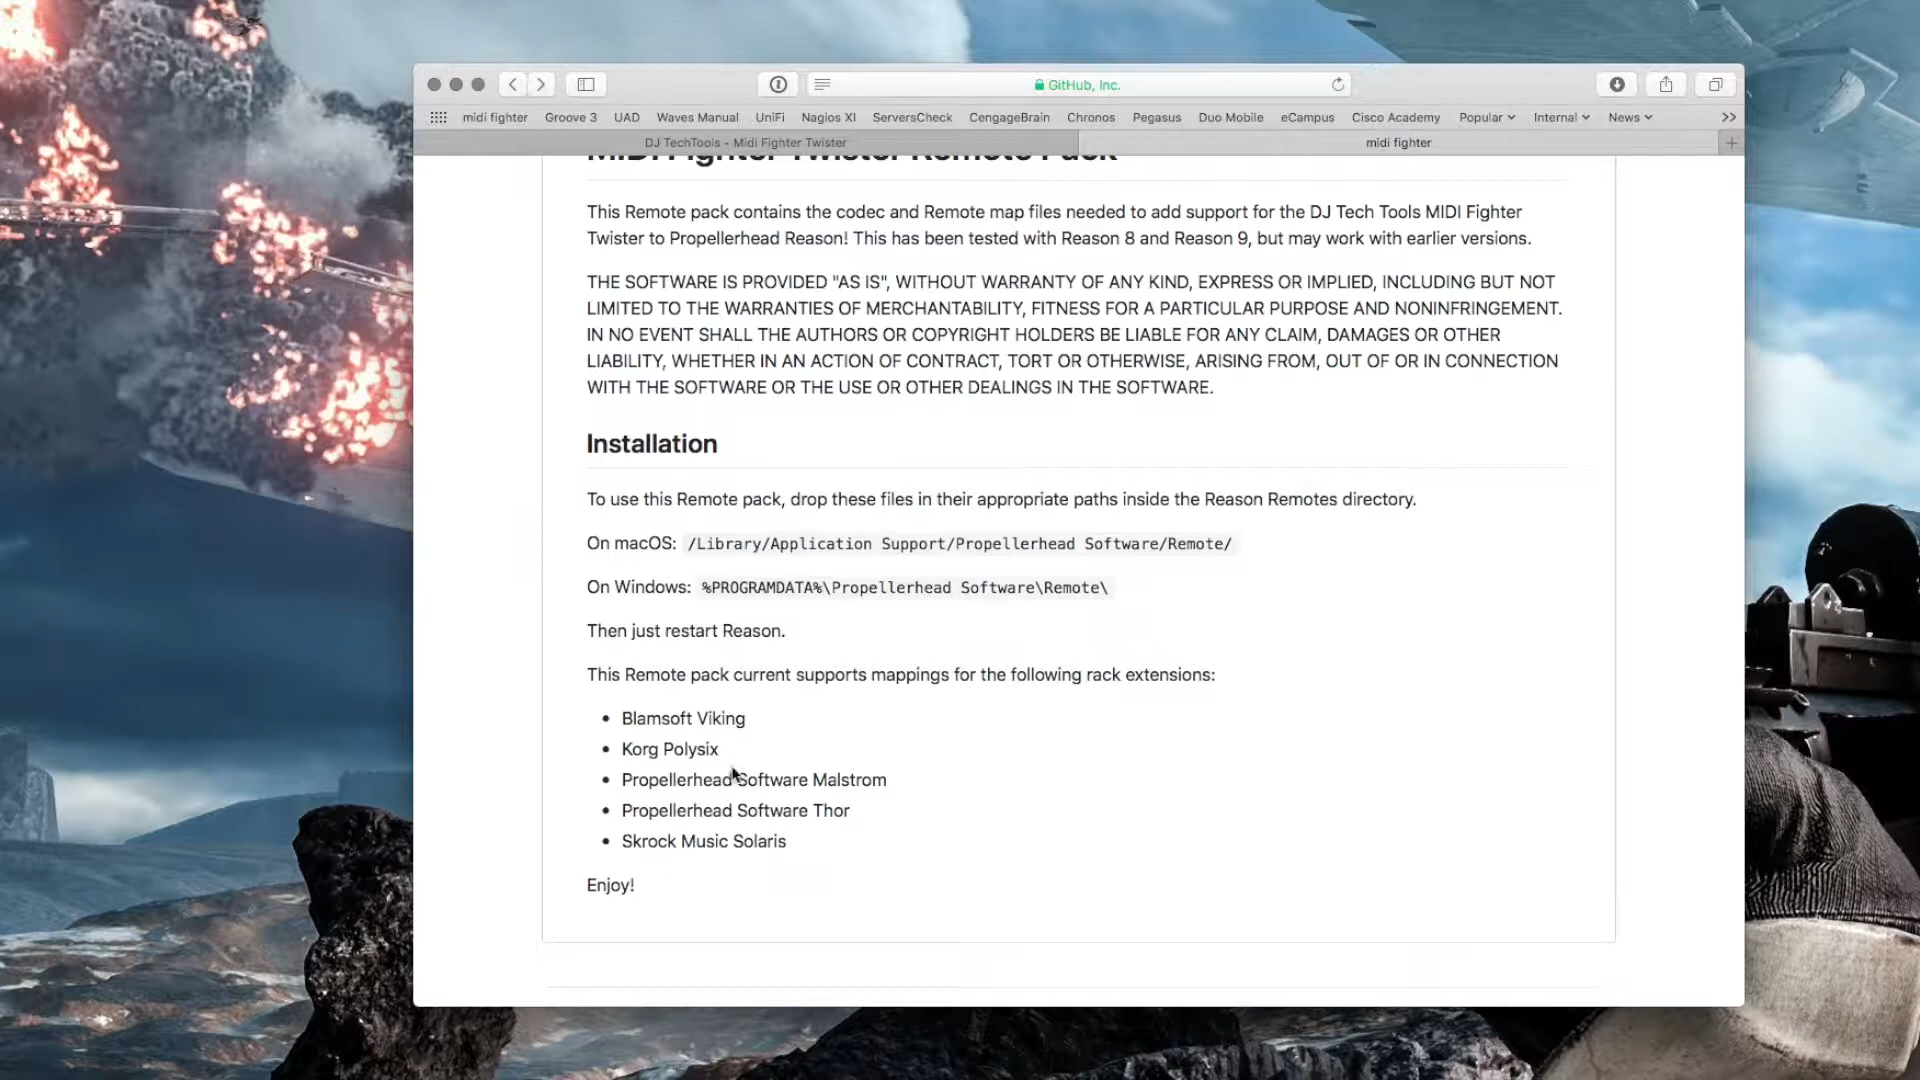 GitHub, Inc.
midi fighter Groove 3 UAD Waves Manual UniFi Nagios XI ServersCheck CengageBrain Chronos Pegasus Duo Mobile eCampus Cisco Academy Popular Internal News
DJ TechTools - Midi Fighter Twister midi fighter
MIDI Fighter Twister Remote Pack
This Remote pack contains the codec and Remote map files needed to add support for the DJ Tech Tools MIDI Fighter
Twister to Propellerhead Reason! This has been tested with Reason 8 and Reason 9, but may work with earlier versions.
THE SOFTWARE IS PROVIDED "AS IS", WITHOUT WARRANTY OF ANY KIND, EXPRESS OR IMPLIED, INCLUDING BUT NOT
LIMITED TO THE WARRANTIES OF MERCHANTABILITY, FITNESS FOR A PARTICULAR PURPOSE AND NONINFRINGEMENT.
IN NO EVENT SHALL THE AUTHORS OR COPYRIGHT HOLDERS BE LIABLE FOR ANY CLAIM, DAMAGES OR OTHER
LIABILITY, WHETHER IN AN ACTION OF CONTRACT, TORT OR OTHERWISE, ARISING FROM, OUT OF OR IN CONNECTION
WITH THE SOFTWARE OR THE USE OR OTHER DEALINGS IN THE SOFTWARE.
Installation
To use this Remote pack, drop these files in their appropriate paths inside the Reason Remotes directory.
On macOS: /Library/Application Support/Propellerhead Software/Remote/
On Windows: %PROGRAMDATA%\Propellerhead Software\Remote\
Then just restart Reason.
This Remote pack current supports mappings for the following rack extensions:
• Blamsoft Viking
• Korg Polysix
• Propellerhead Software Malstrom
• Propellerhead Software Thor
• Skrock Music Solaris
Enjoy!